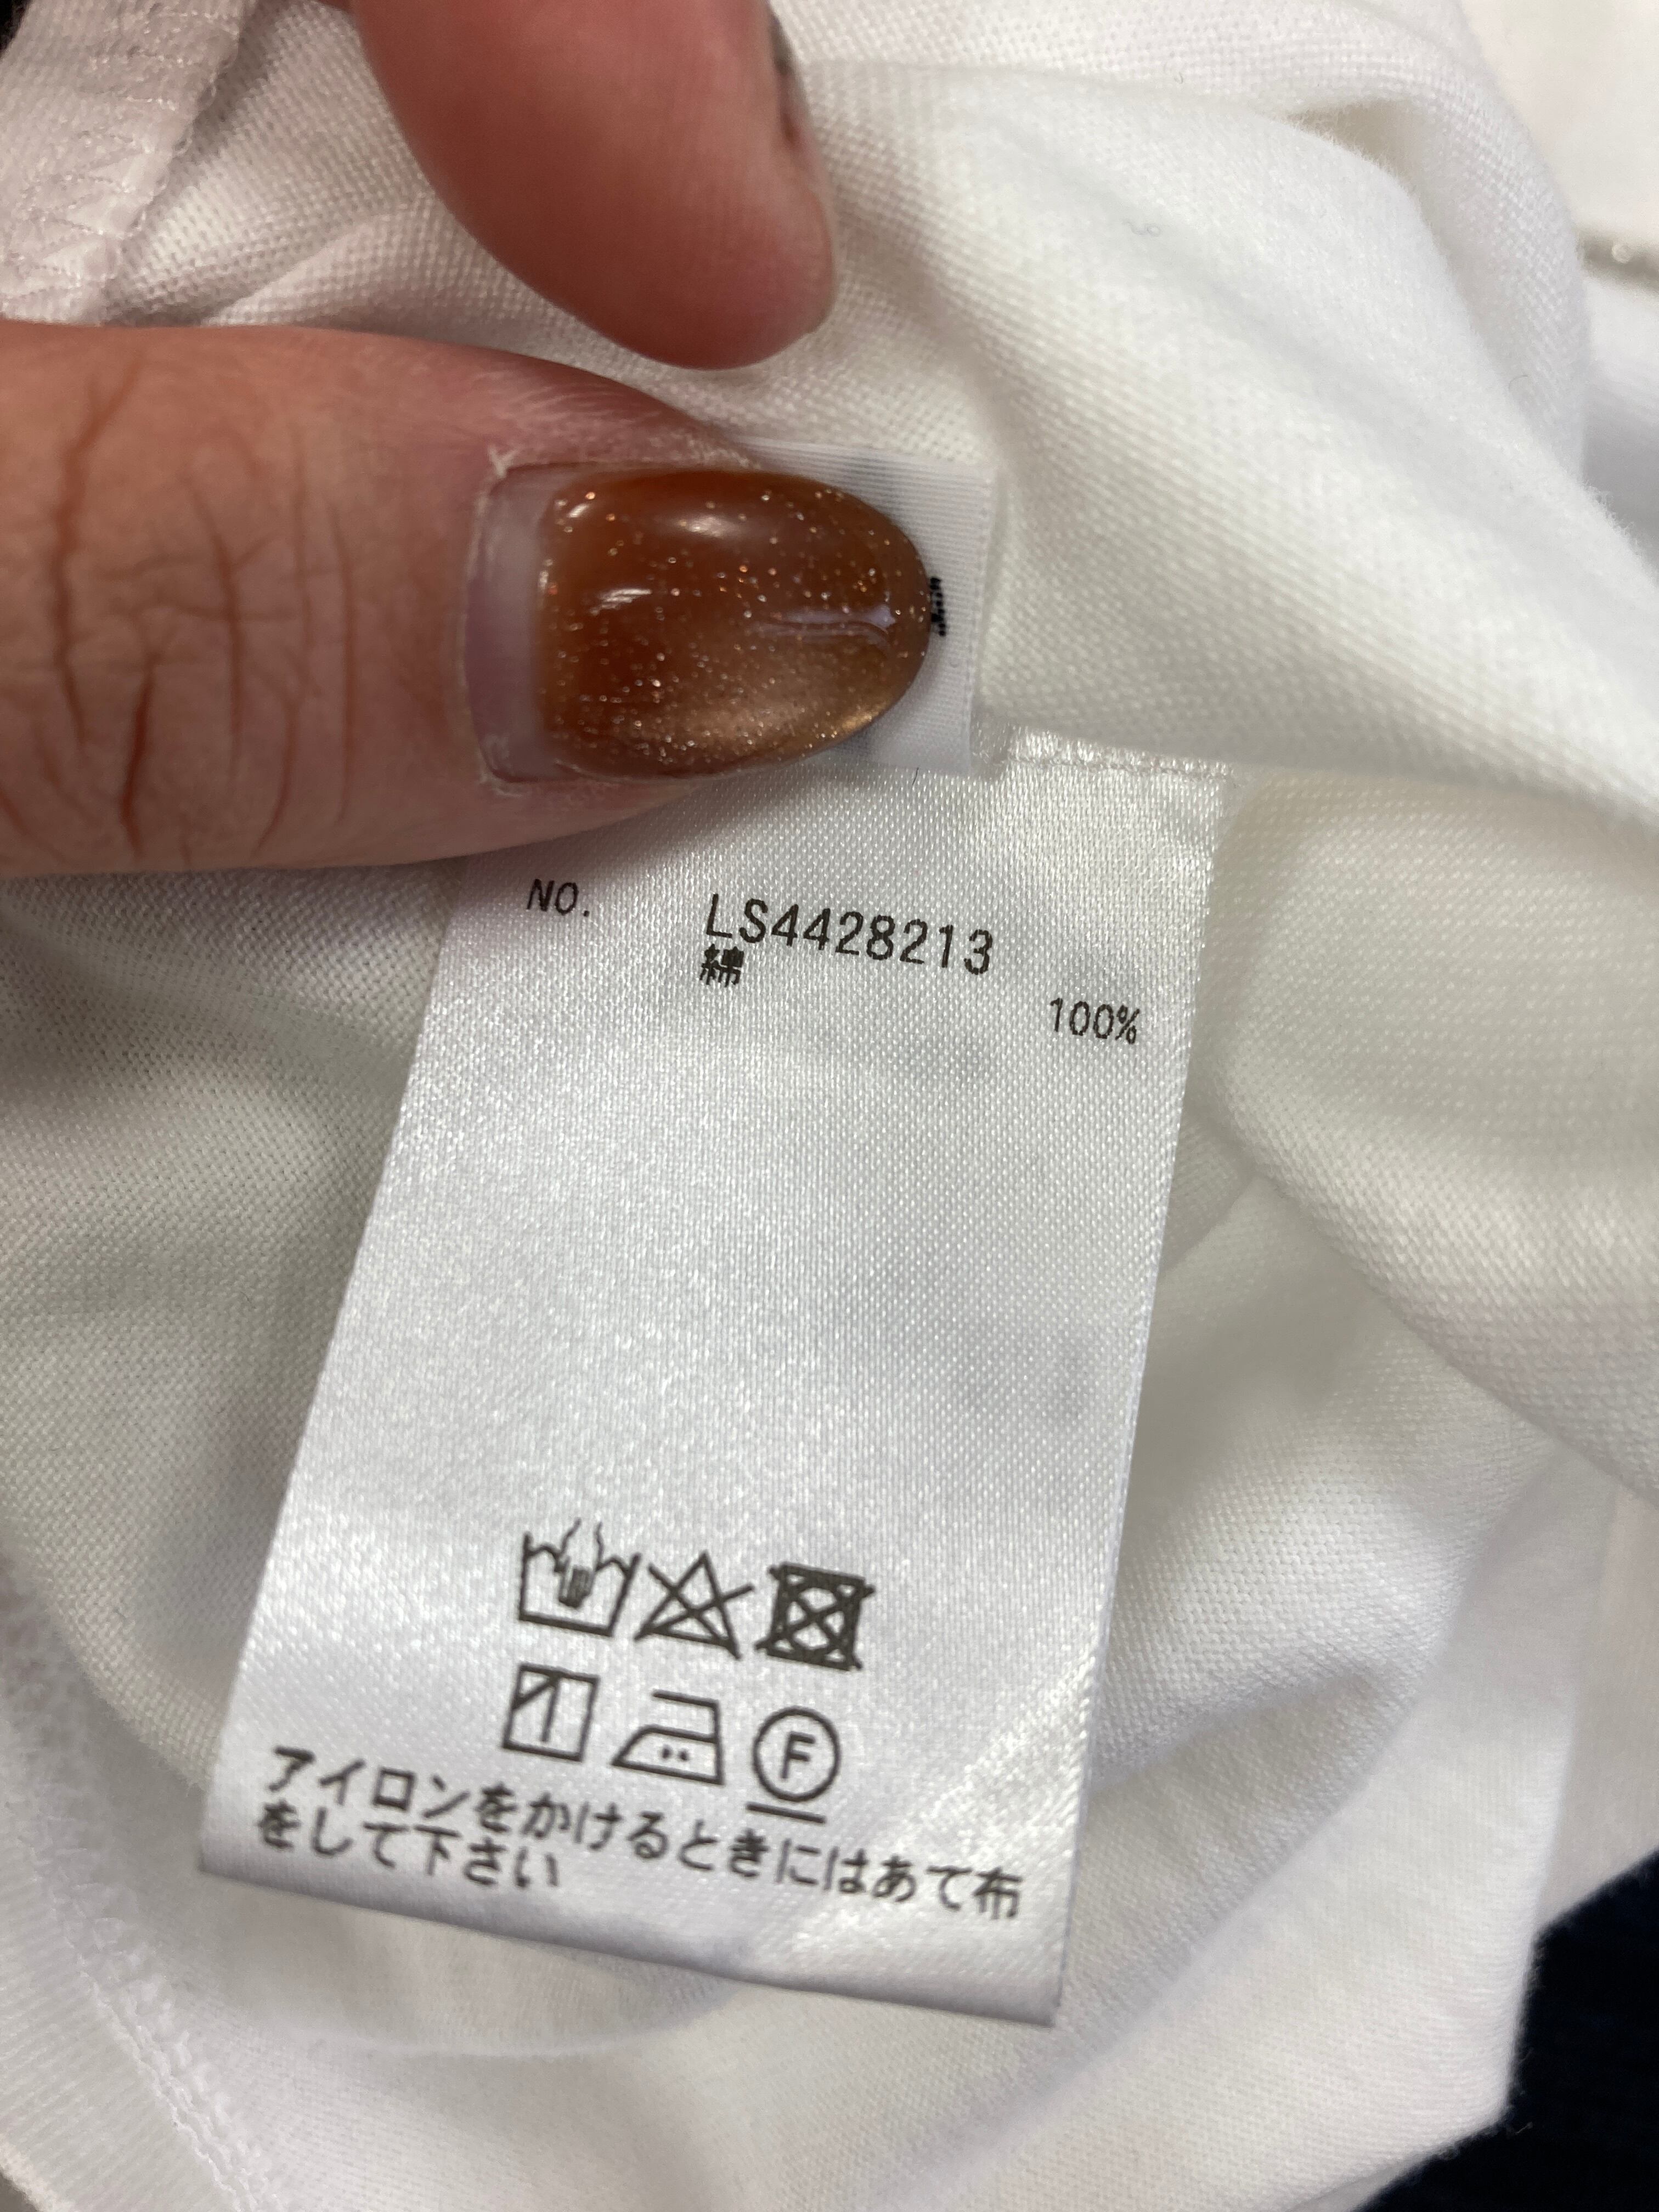 NO. LS4428213
綿 100%
F
アイロンをかけるときにはあて布
をして下さい